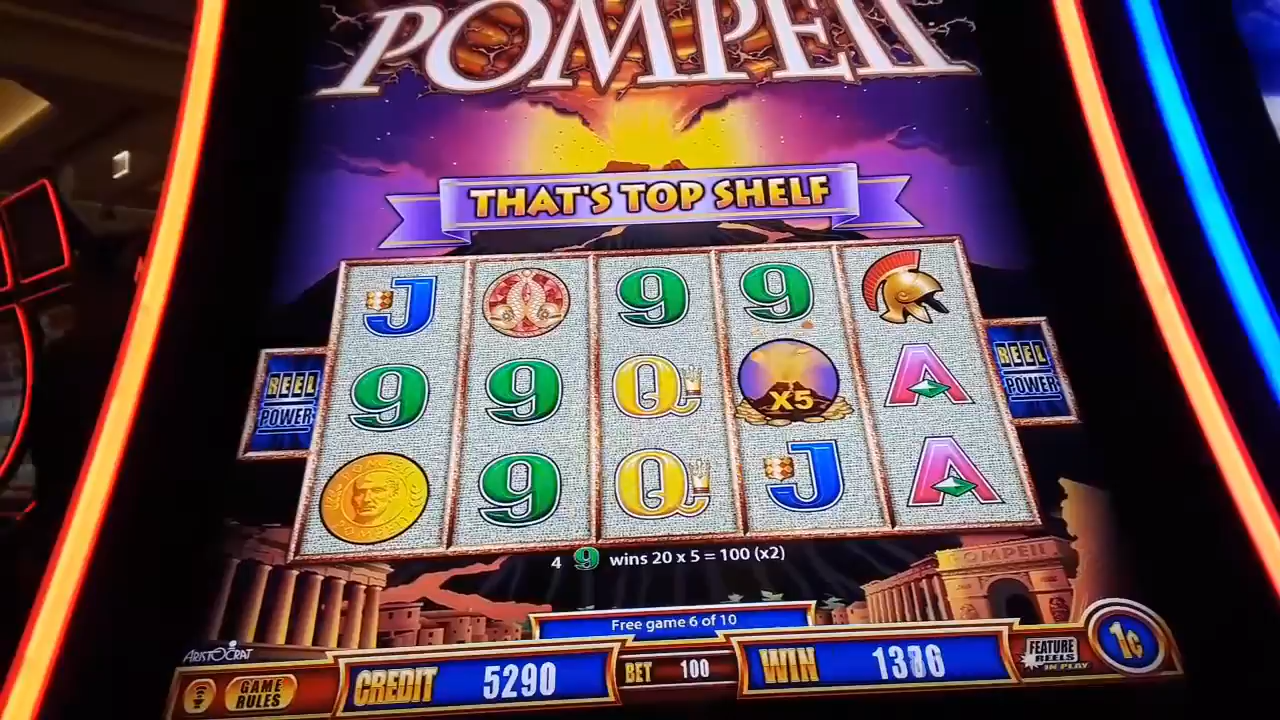 POMPEII
THAT'S TOP SHELF
J 9 9
REEL POWER
9 9 Q X5 A
REEL POWER
POMPEII
9 Q J A
4 9 wins 20 x 5 = 100 (x2)
POMPEII
Free game 6 of 10
ARISTOCRAT
GAME RULES
CREDIT 5290
BET 100
WIN
FEATURE REELS IN PLAY
1¢